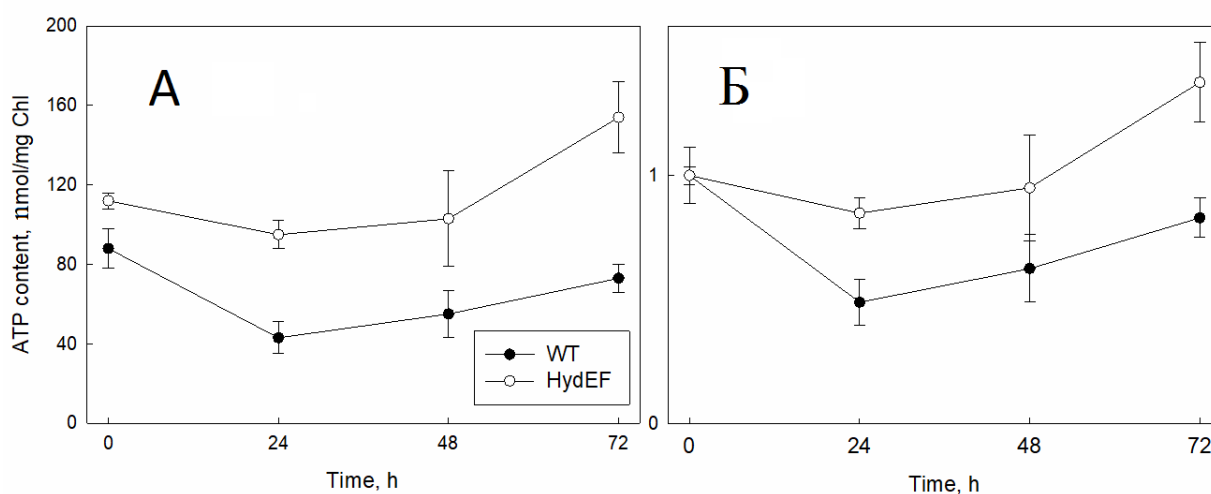 200
160
120
80
40
0
ATP content, nmol/mg Chl
А
WT
HydEF
0 24 48 72
Time, h
Б
1
0
0 24 48 72
Time, h